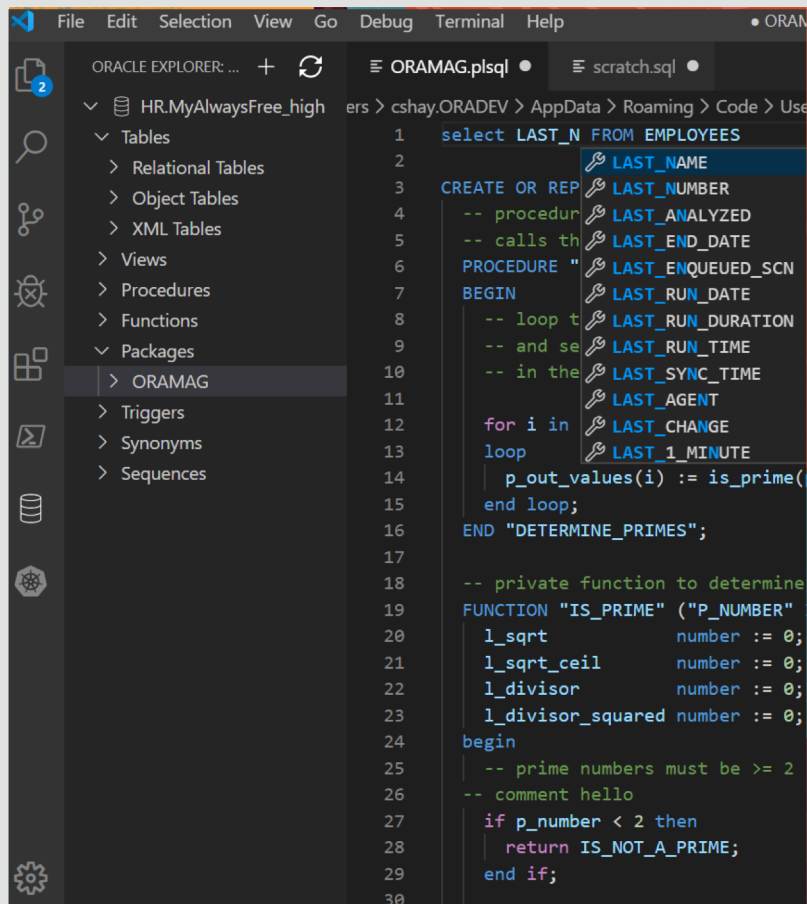 File Edit Selection View Go Debug Terminal Help ● ORAM
ORACLE EXPLORER: ...
2
HR.MyAlwaysFree_high
Tables
Relational Tables
Object Tables
XML Tables
Views
Procedures
Functions
Packages
ORAMAG
Triggers
Synonyms
Sequences
ORAMAG.plsql ● scratch.sql ●
ers > cshay.ORADEV > AppData > Roaming > Code > Use
1 select LAST_N FROM EMPLOYEES
2
3 CREATE OR REP
4 -- procedur
5 -- calls th
6 PROCEDURE "
7 BEGIN
8 -- loop t
9 -- and se
10 -- in the
11
12 for i in
13 loop
14 p_out_values(i) := is_prime(
15 end loop;
16 END "DETERMINE_PRIMES";
17
18 -- private function to determine
19 FUNCTION "IS_PRIME" ("P_NUMBER"
20 l_sqrt number := 0;
21 l_sqrt_ceil number := 0;
22 l_divisor number := 0;
23 l_divisor_squared number := 0;
24 begin
25 -- prime numbers must be >= 2
26 -- comment hello
27 if p_number < 2 then
28 return IS_NOT_A_PRIME;
29 end if;
30
LAST_NAME
LAST_NUMBER
LAST_ANALYZED
LAST_END_DATE
LAST_ENQUEUED_SCN
LAST_RUN_DATE
LAST_RUN_DURATION
LAST_RUN_TIME
LAST_SYNC_TIME
LAST_AGENT
LAST_CHANGE
LAST_1_MINUTE